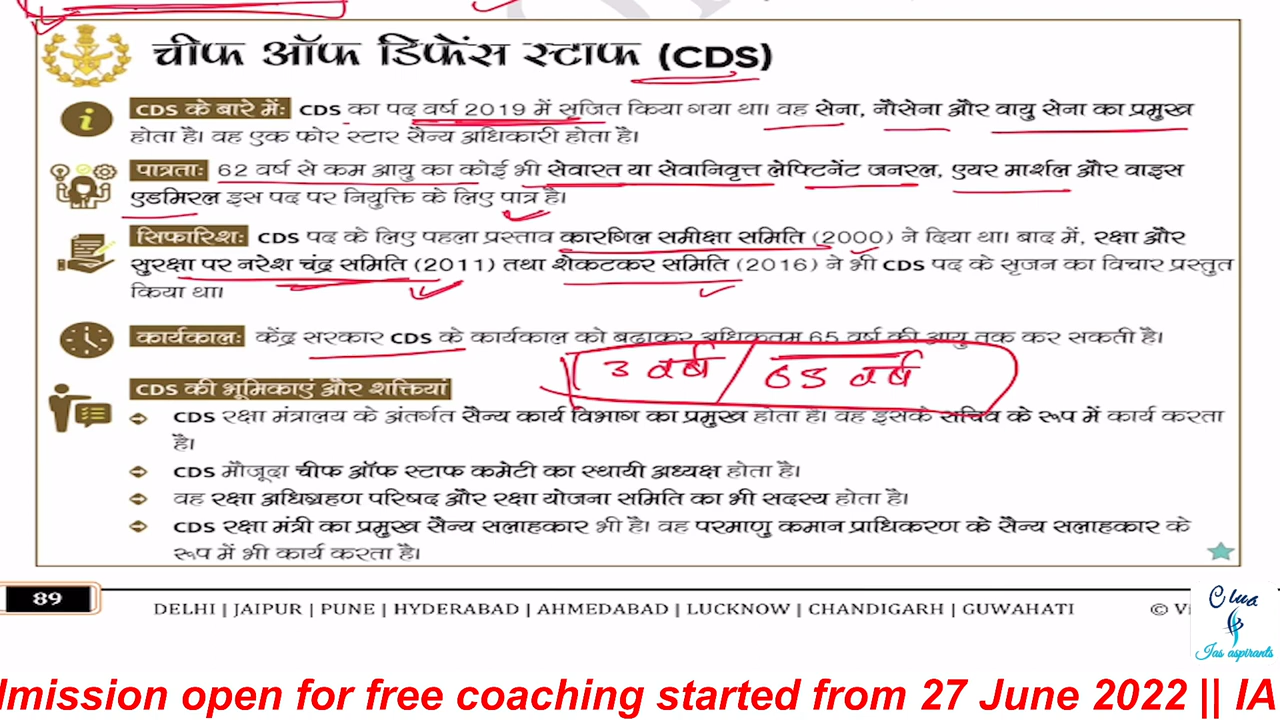 चीफ ऑफ डिफेंस स्टाफ (CDS)
CDS के बारे में: CDS का पद वर्ष 2019 में सृजित किया गया था। वह सेना, नौसेना और वायु सेना का प्रमुख
होता है। वह एक फोर स्टार सैन्य अधिकारी होता है।
पात्रता: 62 वर्ष से कम आयु का कोई भी सेवारत या सेवानिवृत्त लेफ्टिनेंट जनरल, एयर मार्शल और वाइस
एडमिरल इस पद पर नियुक्ति के लिए पात्र है।
सिफारिश: CDS पद के लिए पहला प्रस्ताव कारगिल समीक्षा समिति (2000) ने दिया था। बाद में, रक्षा और
सुरक्षा पर नरेश चंद्र समिति (2011) तथा शेकटकर समिति (2016) ने भी CDS पद के सृजन का विचार प्रस्तुत
किया था।
कार्यकाल: केंद्र सरकार CDS के कार्यकाल को बढ़ाकर अधिकतम 65 वर्ष की आयु तक कर सकती है।
3 वर्ष / 65 वर्ष
CDS की भूमिकाएं और शक्तियां
CDS रक्षा मंत्रालय के अंतर्गत सैन्य कार्य विभाग का प्रमुख होता है। वह इसके सचिव के रूप में कार्य करता
है।
CDS मौजूदा चीफ ऑफ स्टाफ कमेटी का स्थायी अध्यक्ष होता है।
वह रक्षा अधिग्रहण परिषद और रक्षा योजना समिति का भी सदस्य होता है।
CDS रक्षा मंत्री का प्रमुख सैन्य सलाहकार भी है। वह परमाणु कमान प्राधिकरण के सैन्य सलाहकार के
रूप में भी कार्य करता है।
89
DELHI | JAIPUR | PUNE | HYDERABAD | AHMEDABAD | LUCKNOW | CHANDIGARH | GUWAHATI
©
Ias aspirants
dmission open for free coaching started from 27 June 2022 || IA